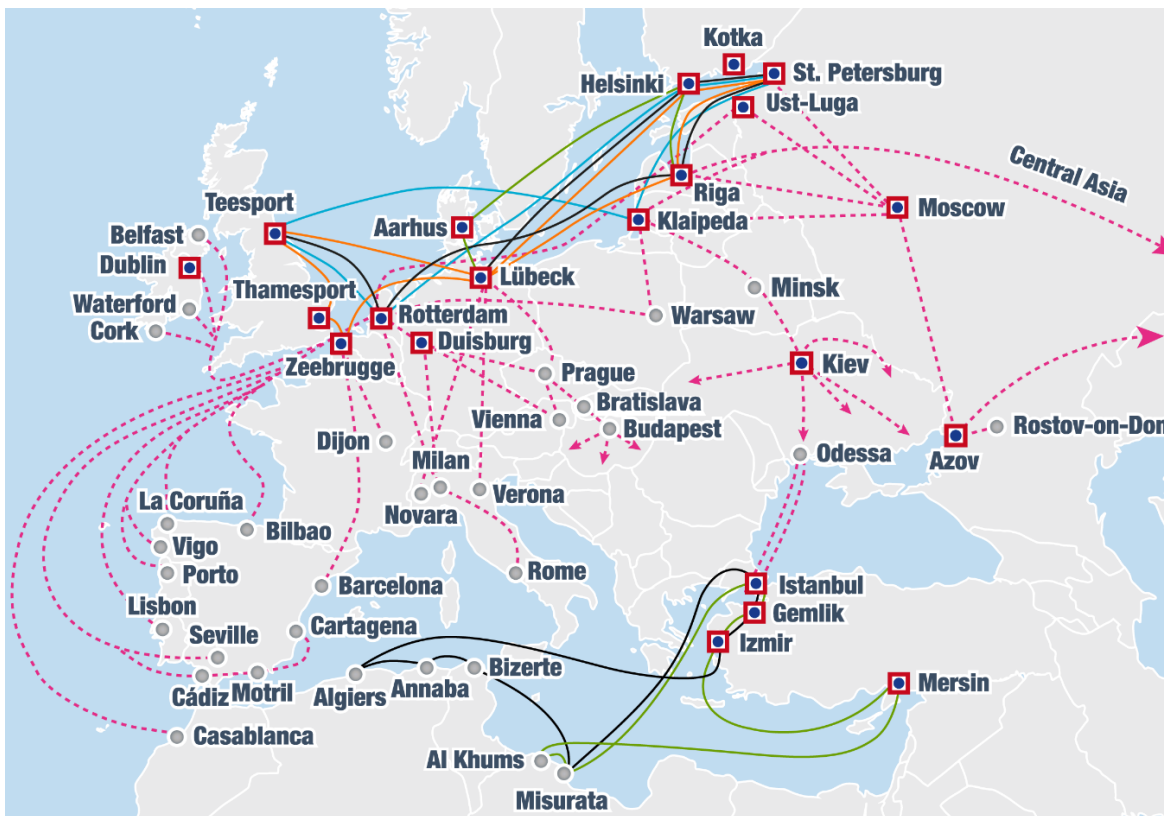 Kotka
Helsinki
St. Petersburg
Ust-Luga
Central Asia
Riga
Teesport
Moscow
Aarhus
Klaipeda
Belfast
Dublin
Lübeck
Thamesport
Minsk
Waterford
Rotterdam
Warsaw
Cork
Duisburg
Zeebrugge
Kiev
Prague
Bratislava
Vienna
Budapest
Rostov-on-Don
Dijon
Odessa
Azov
Milan
Verona
La Coruña
Novara
Bilbao
Vigo
Porto
Rome
Istanbul
Barcelona
Lisbon
Gemlik
Cartagena
Seville
Izmir
Bizerte
Mersin
Cádiz
Motril
Algiers
Annaba
Casablanca
Al Khums
Misurata